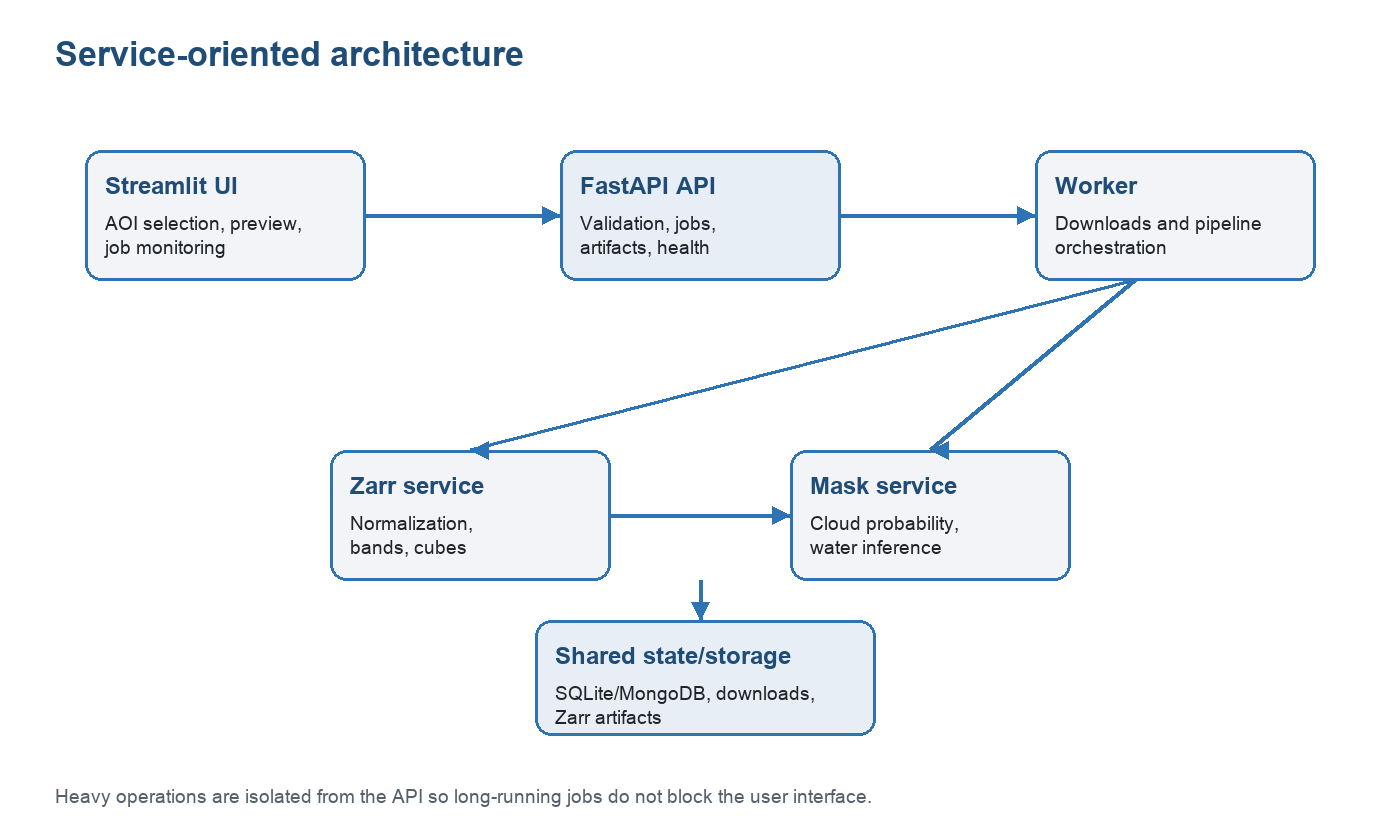 Service-oriented architecture
Streamlit UI
AOI selection, preview,
job monitoring
FastAPI API
Validation, jobs,
artifacts, health
Worker
Downloads and pipeline
orchestration
Zarr service
Normalization,
bands, cubes
Mask service
Cloud probability,
water inference
Shared state/storage
SQLite/MongoDB, downloads,
Zarr artifacts
Heavy operations are isolated from the API so long-running jobs do not block the user interface.